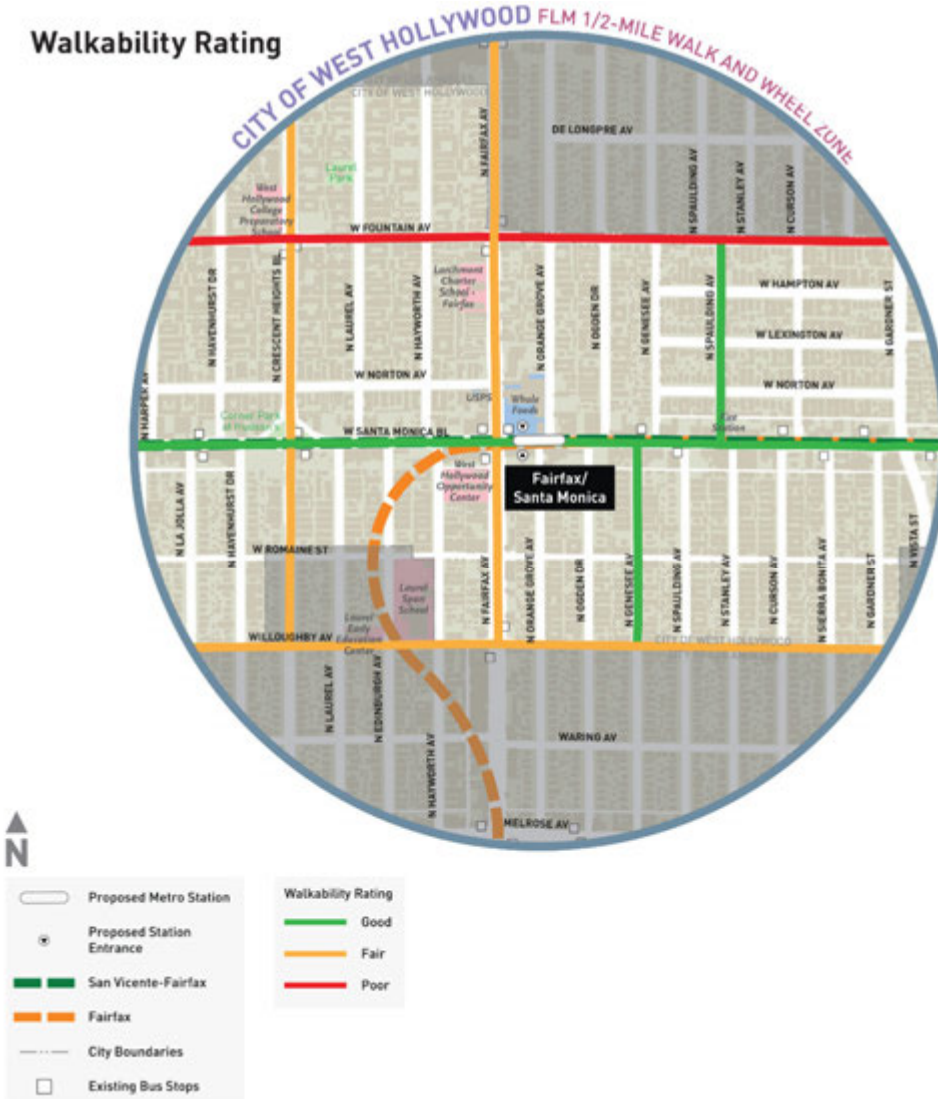 Walkability Rating
CITY OF WEST HOLLYWOOD FLM 1/2-MILE WALK AND WHEEL ZONE
CITY OF WEST HOLLYWOOD
DE LONGPRE AV
N FAIRFAX AV
N SPAULDING AV
N STANLEY AV
N CURSON AV
Laurel
Park
West
Hollywood
College
Preparatory
School
W FOUNTAIN AV
N HAVENHURST DR
N CRESCENT HEIGHTS BL
N LAUREL AV
N HAYWORTH AV
Larchmont
Charter
School -
Fairfax
N ORANGE GROVE AV
N OGDEN DR
N GENESEE AV
N SPAULDING AV
W HAMPTON AV
N GARDNER ST
W LEXINGTON AV
W NORTON AV
W NORTON AV
N HARPER AV
USPS
Whole
Foods
Corner Park
Fire
Station
W SANTA MONICA BL
West
Hollywood
Opportunity
Center
Fairfax/
Santa Monica
N LA JOLLA AV
N HAVENHURST DR
W ROMAINE ST
N VISTA ST
Laurel
Span
School
N FAIRFAX AV
N ORANGE GROVE AV
N OGDEN DR
N GENESEE AV
N SPAULDING AV
N STANLEY AV
N CURSON AV
N SIERRA BONITA AV
N GARDNER ST
Laurel
Early
Education
Center
WILLOUGHBY AV
CITY OF WEST HOLLYWOOD
N LAUREL AV
N EDINBURGH AV
N HAYWORTH AV
WARING AV
MELROSE AV
N
Proposed Metro Station
Proposed Station
Entrance
San Vicente-Fairfax
Fairfax
City Boundaries
Existing Bus Stops
Walkability Rating
Good
Fair
Poor